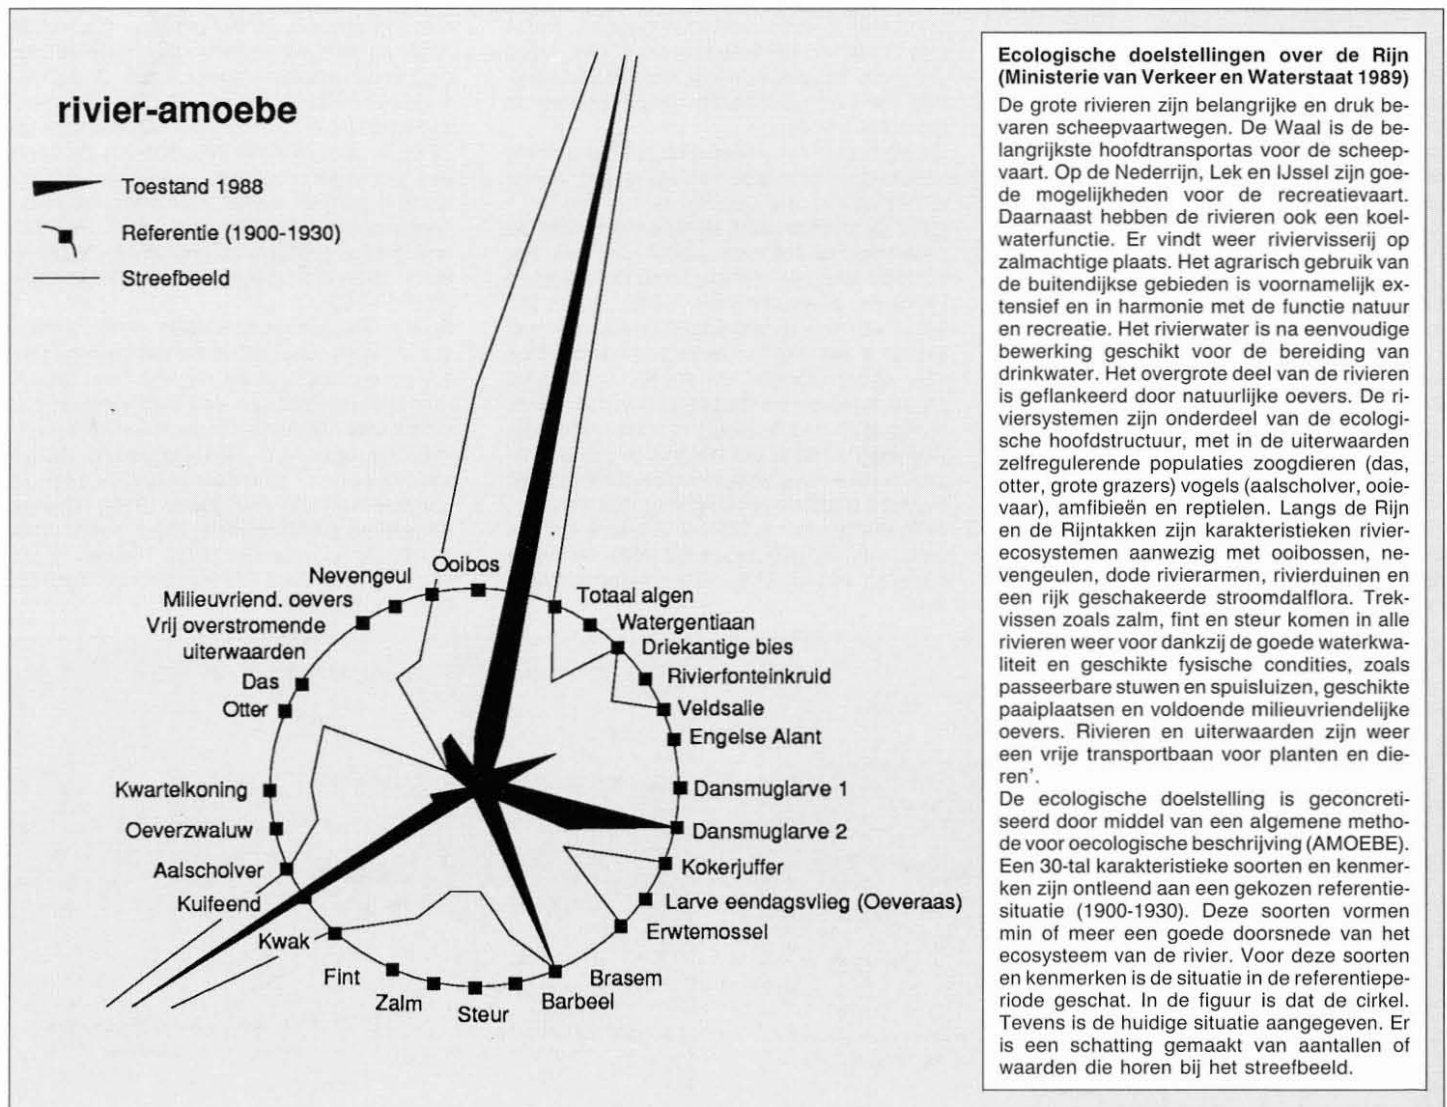 rivier-amoebe
Toestand 1988
Referentie (1900-1930)
Streefbeeld
Ooibos
Nevengeul
Milieuvriend. oevers
Vrij overstromende
uiterwaarden
Das
Otter
Kwartelkoning
Oeverzwaluw
Aalscholver
Kuifeend
Kwak
Fint
Zalm
Steur
Barbeel
Brasem
Erwtemossel
Larve eendagsvlieg (Oeveraas)
Kokerjuffer
Dansmuglarve 2
Dansmuglarve 1
Engelse Alant
Veldsalie
Rivierfonteinkruid
Driekantige bies
Watergentiaan
Totaal algen
Ecologische doelstellingen over de Rijn
(Ministerie van Verkeer en Waterstaat 1989)
De grote rivieren zijn belangrijke en druk be-
varen scheepvaartwegen. De Waal is de be-
langrijkste hoofdtransportas voor de scheep-
vaart. Op de Nederrijn, Lek en IJssel zijn goe-
de mogelijkheden voor de recreatievaart.
Daarnaast hebben de rivieren ook een koel-
waterfunctie. Er vindt weer riviervisserij op
zalmachtige plaats. Het agrarisch gebruik van
de buitendijkse gebieden is voornamelijk ex-
tensief en in harmonie met de functie natuur
en recreatie. Het rivierwater is na eenvoudige
bewerking geschikt voor de bereiding van
drinkwater. Het overgrote deel van de rivieren
is geflankeerd door natuurlijke oevers. De ri-
viersystemen zijn onderdeel van de ecologi-
sche hoofdstructuur, met in de uiterwaarden
zelfregulerende populaties zoogdieren (das,
otter, grote grazers) vogels (aalscholver, ooie-
vaar), amfibieën en reptielen. Langs de Rijn
en de Rijntakken zijn karakteristieken rivier-
ecosystemen aanwezig met ooibossen, ne-
vengeulen, dode rivierarmen, rivierduinen en
een rijk geschakeerde stroomdalflora. Trek-
vissen zoals zalm, fint en steur komen in alle
rivieren weer voor dankzij de goede waterkwa-
liteit en geschikte fysische condities, zoals
passeerbare stuwen en spuisluizen, geschikte
paaiplaatsen en voldoende milieuvriendelijke
oevers. Rivieren en uiterwaarden zijn weer
een vrije transportbaan voor planten en die-
ren'.
De ecologische doelstelling is geconcreti-
seerd door middel van een algemene metho-
de voor oecologische beschrijving (AMOEBE).
Een 30-tal karakteristieke soorten en kenmer-
ken zijn ontleend aan een gekozen referentie-
situatie (1900-1930). Deze soorten vormen
min of meer een goede doorsnede van het
ecosysteem van de rivier. Voor deze soorten
en kenmerken is de situatie in de referentiepe-
riode geschat. In de figuur is dat de cirkel.
Tevens is de huidige situatie aangegeven. Er
is een schatting gemaakt van aantallen of
waarden die horen bij het streefbeeld.